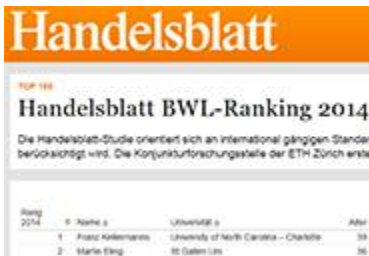 Handelsblatt
TOP 100
Handelsblatt BWL-Ranking 2014
Die Handelsblatt-Studie orientiert sich an international gängigen Standar
berücksichtigt wird. Die Konjunkturforschungsstelle der ETH Zürich erste
Rang
2014 Name Universität Alter
1 Franz Kellermanns University of North Carolina – Charlotte 39
2 Martin Eling St Gallen Uni 36